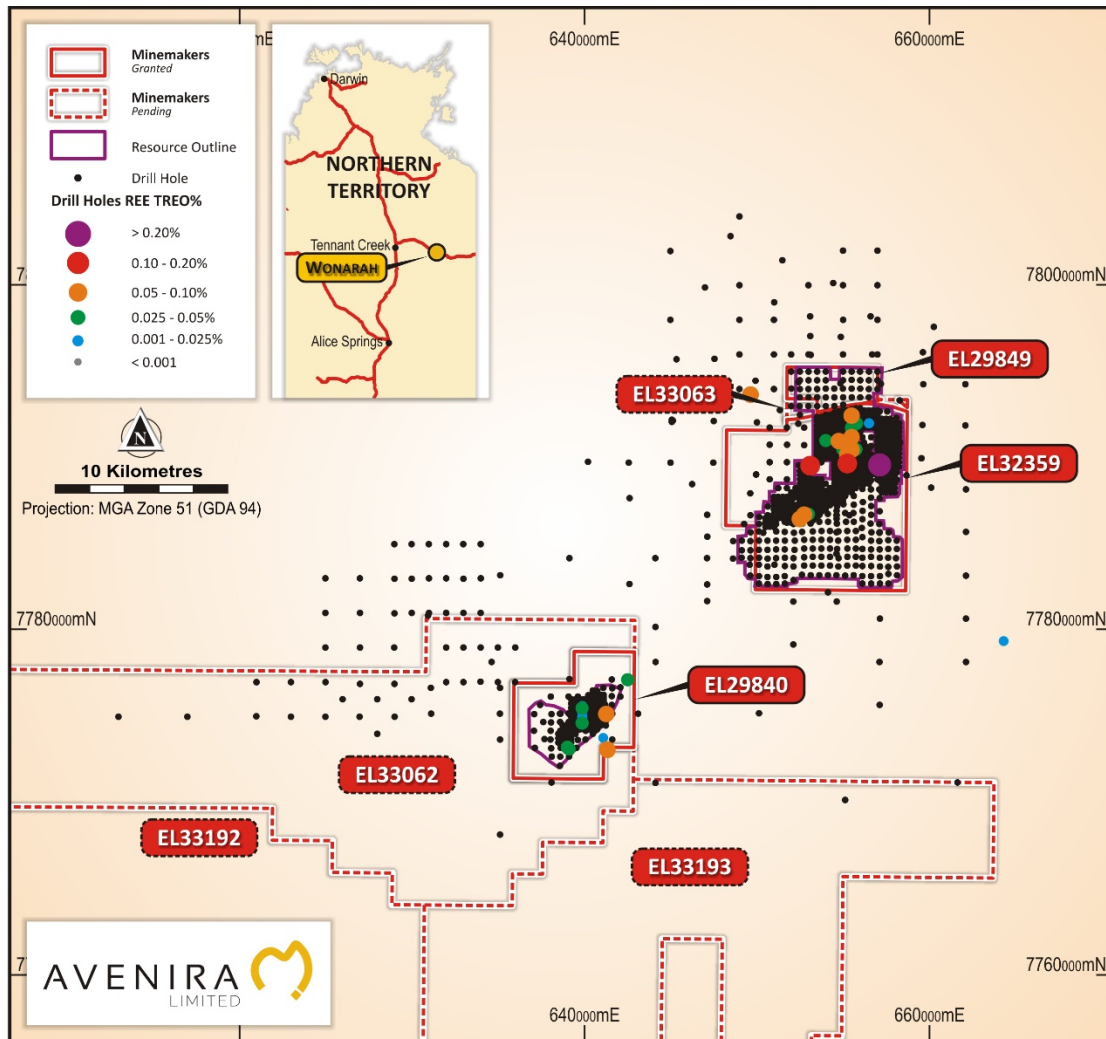 mE
640000mE
660000mE
Minemakers
Granted
Minemakers
Pending
Resource Outline
Drill Hole
Drill Holes REE TREO%
> 0.20%
0.10 - 0.20%
0.05 - 0.10%
0.025 - 0.05%
0.001 - 0.025%
< 0.001
Darwin
NORTHERN
TERRITORY
Tennant Creek
WONARAH
Alice Springs
78
7800000mN
EL29849
EL33063
EL32359
N
10 Kilometres
Projection: MGA Zone 51 (GDA 94)
7780000mN
7780000mN
EL29840
EL33062
EL33192
EL33193
AVENIRA
LIMITED
77
7760000mN
640000mE
660000mE